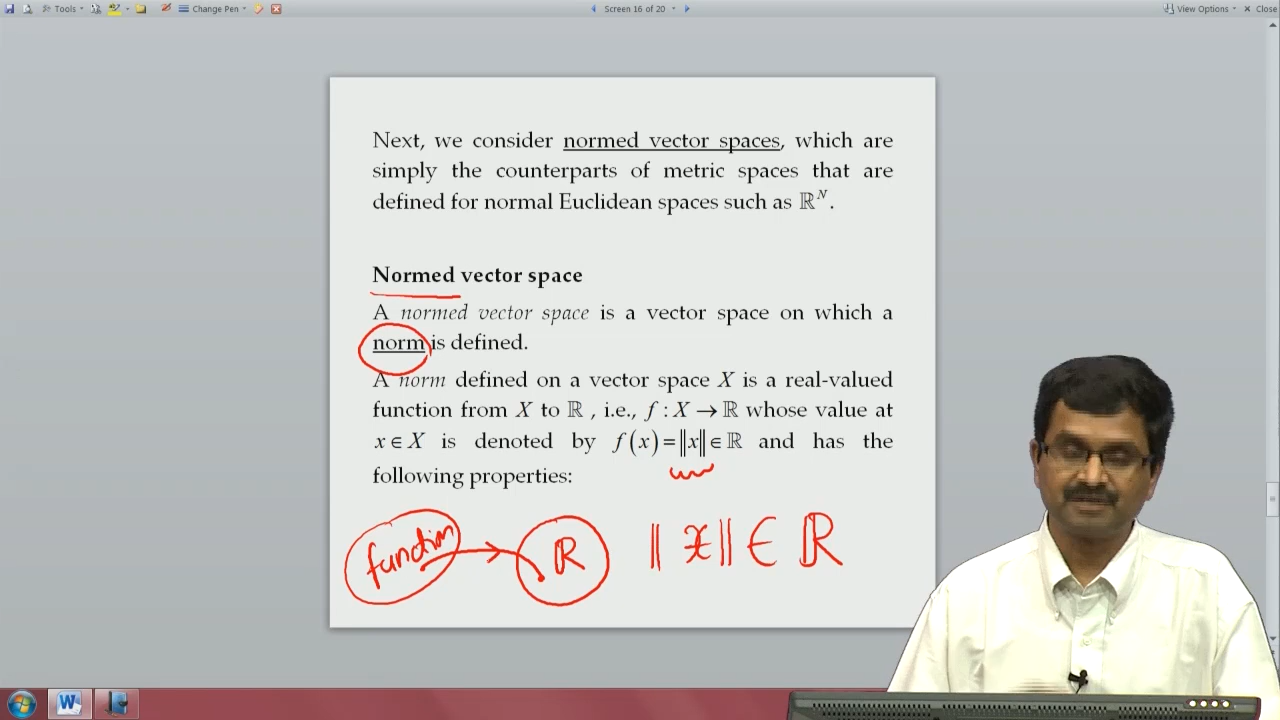 Tools
Change Pen
Screen 16 of 20
View Options
Close
Next, we consider normed vector spaces, which are
simply the counterparts of metric spaces that are
defined for normal Euclidean spaces such as ℝᴺ.
Normed vector space
A normed vector space is a vector space on which a
norm is defined.
A norm defined on a vector space X is a real-valued
function from X to ℝ , i.e., f : X → ℝ whose value at
x ∈ X is denoted by f(x) = ||x|| ∈ ℝ and has the
following properties:
function → ℝ ||x|| ∈ ℝ